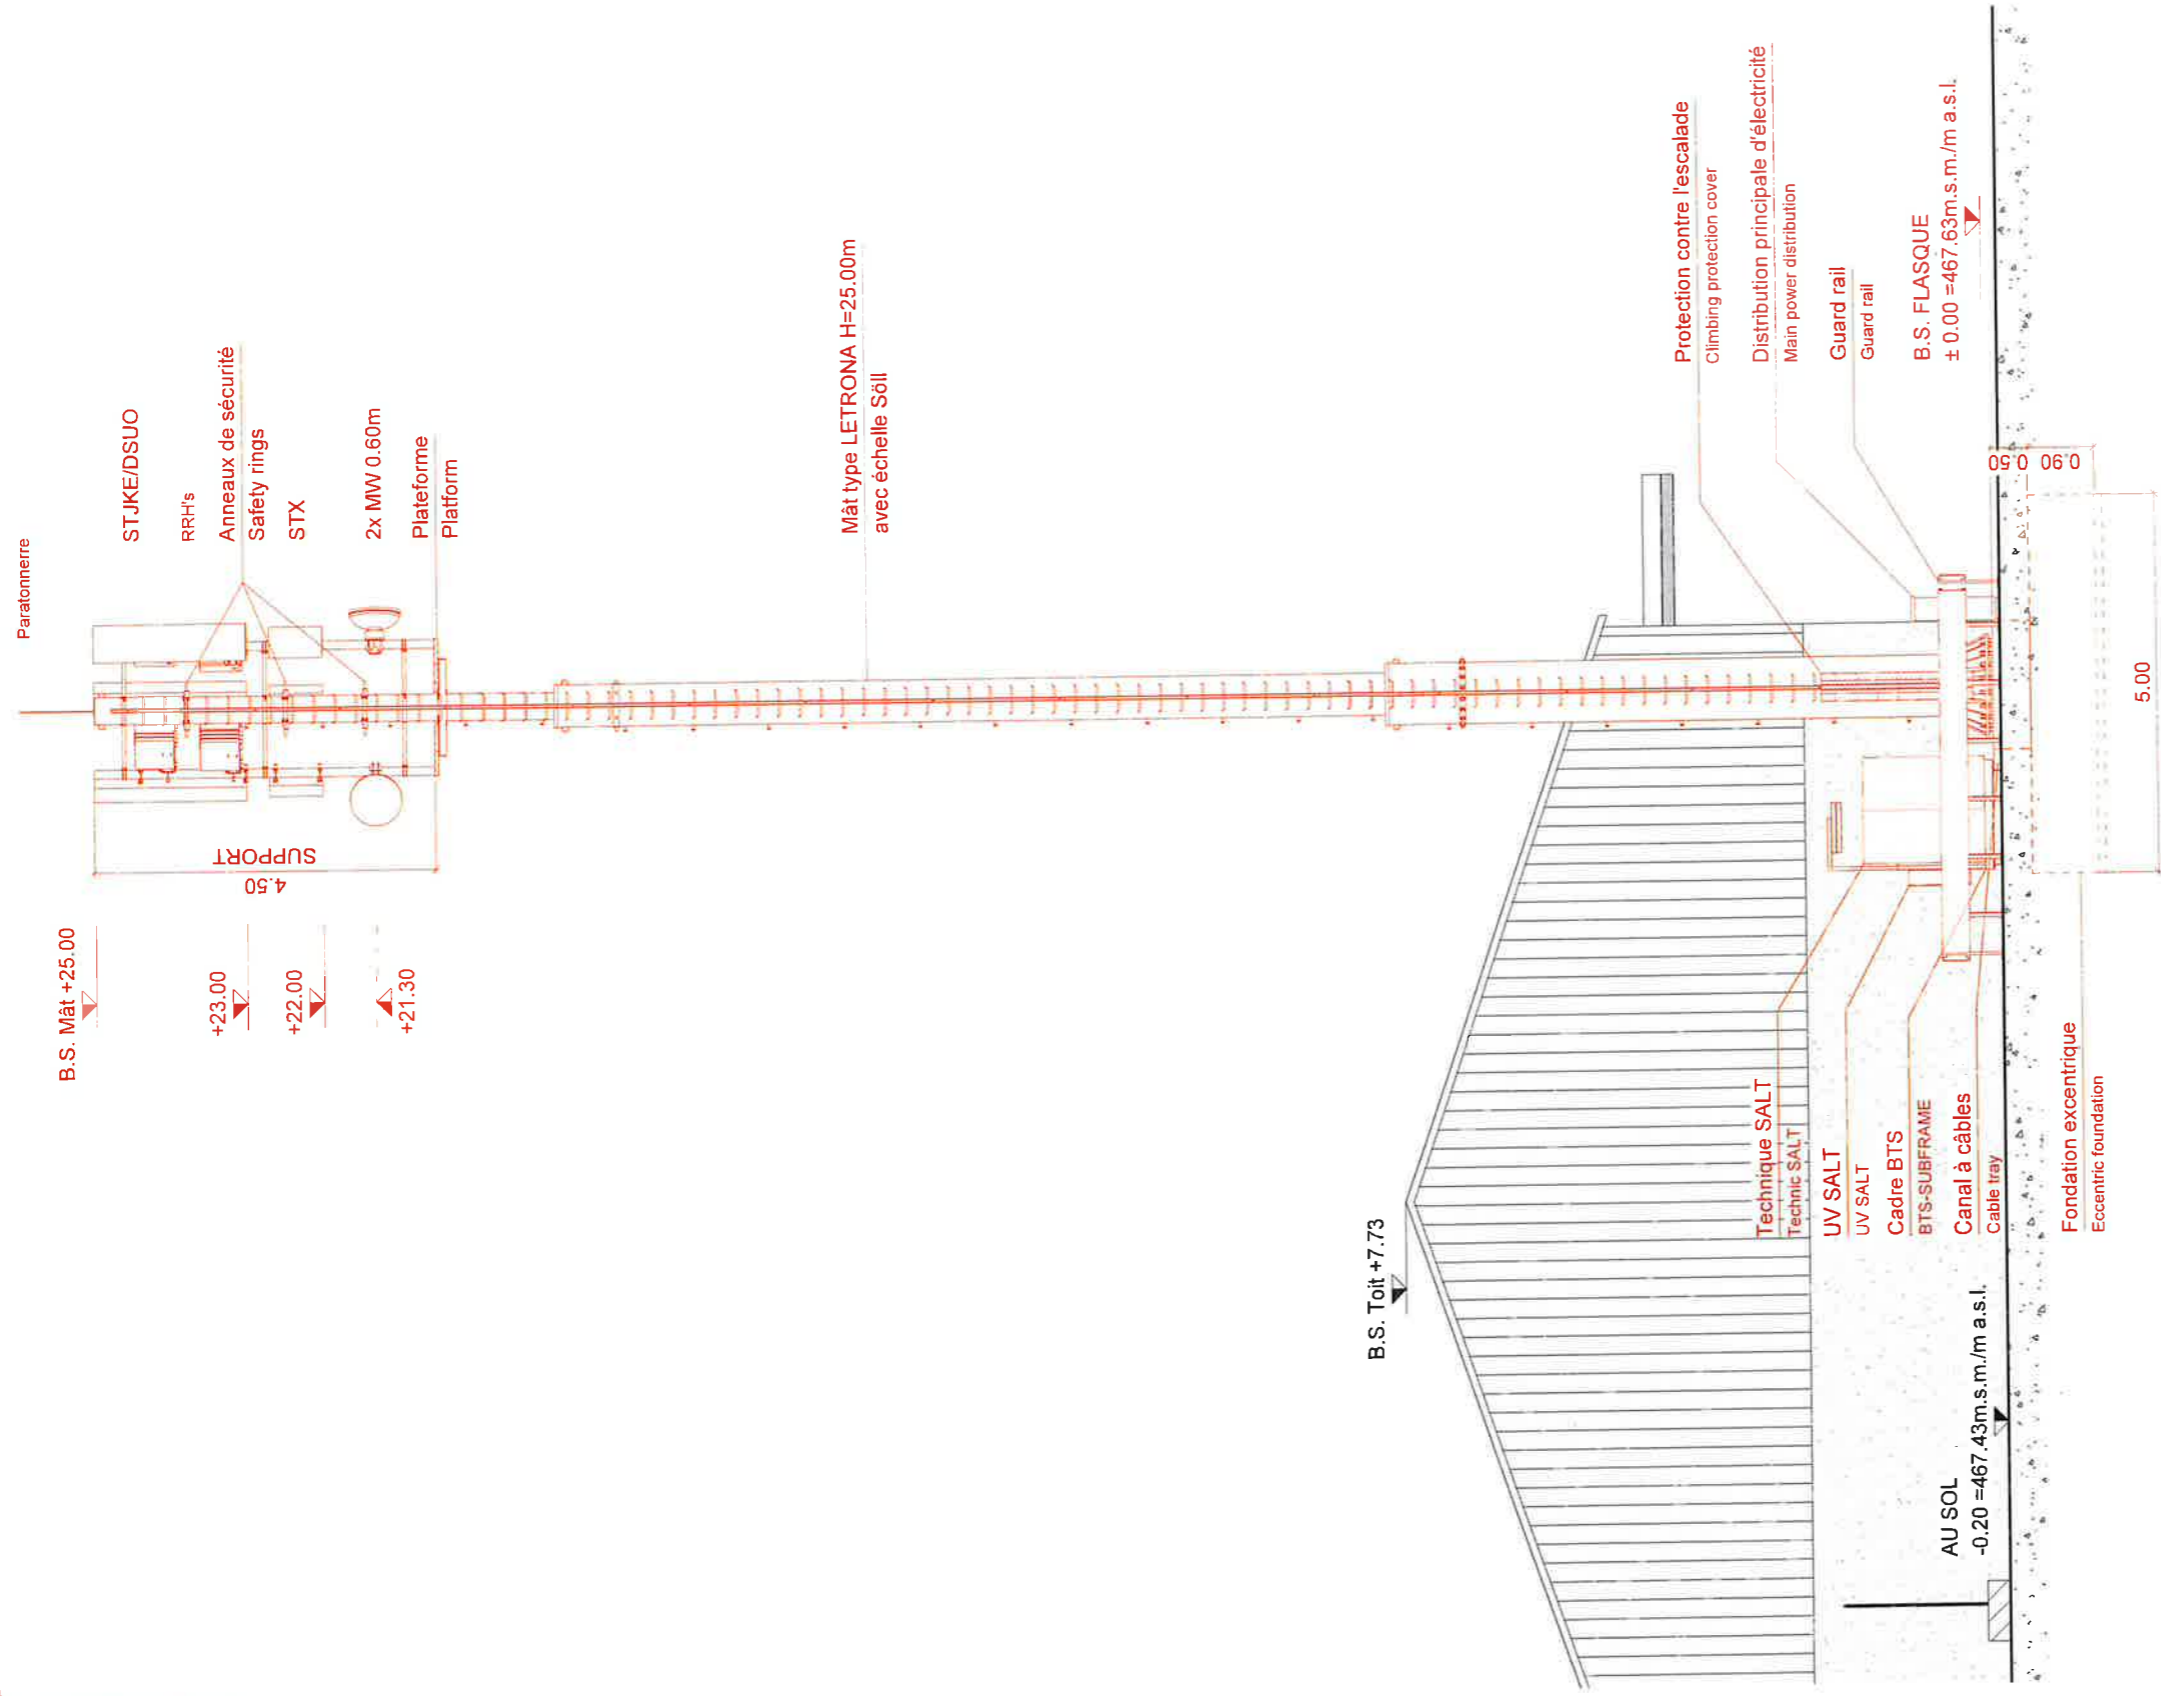 Paratonnerre
STJKE/DSUO
RRH's
Anneaux de sécurité
Safety rings
STX
2x MW 0.60m
Plateforme
Platform
SUPPORT
4.50
B.S. Mât +25.00
+23.00
+22.00
+21.30
Mât type LETRONA H=25.00m
avec échelle Söll
Protection contre l'escalade
Climbing protection cover
Distribution principale d'électricité
Main power distribution
Guard rail
Guard rail
B.S. FLASQUE
± 0.00 =467.63m.s.m./m a.s.l.
0.50
0.90
5.00
B.S. Toit +7.73
Technique SALT
Technic SALT
UV SALT
UV SALT
Cadre BTS
BTS-SUBFRAME
Canal à câbles
Cable tray
Fondation excentrique
Eccentric foundation
AU SOL
-0.20 =467.43m.s.m./m a.s.l.